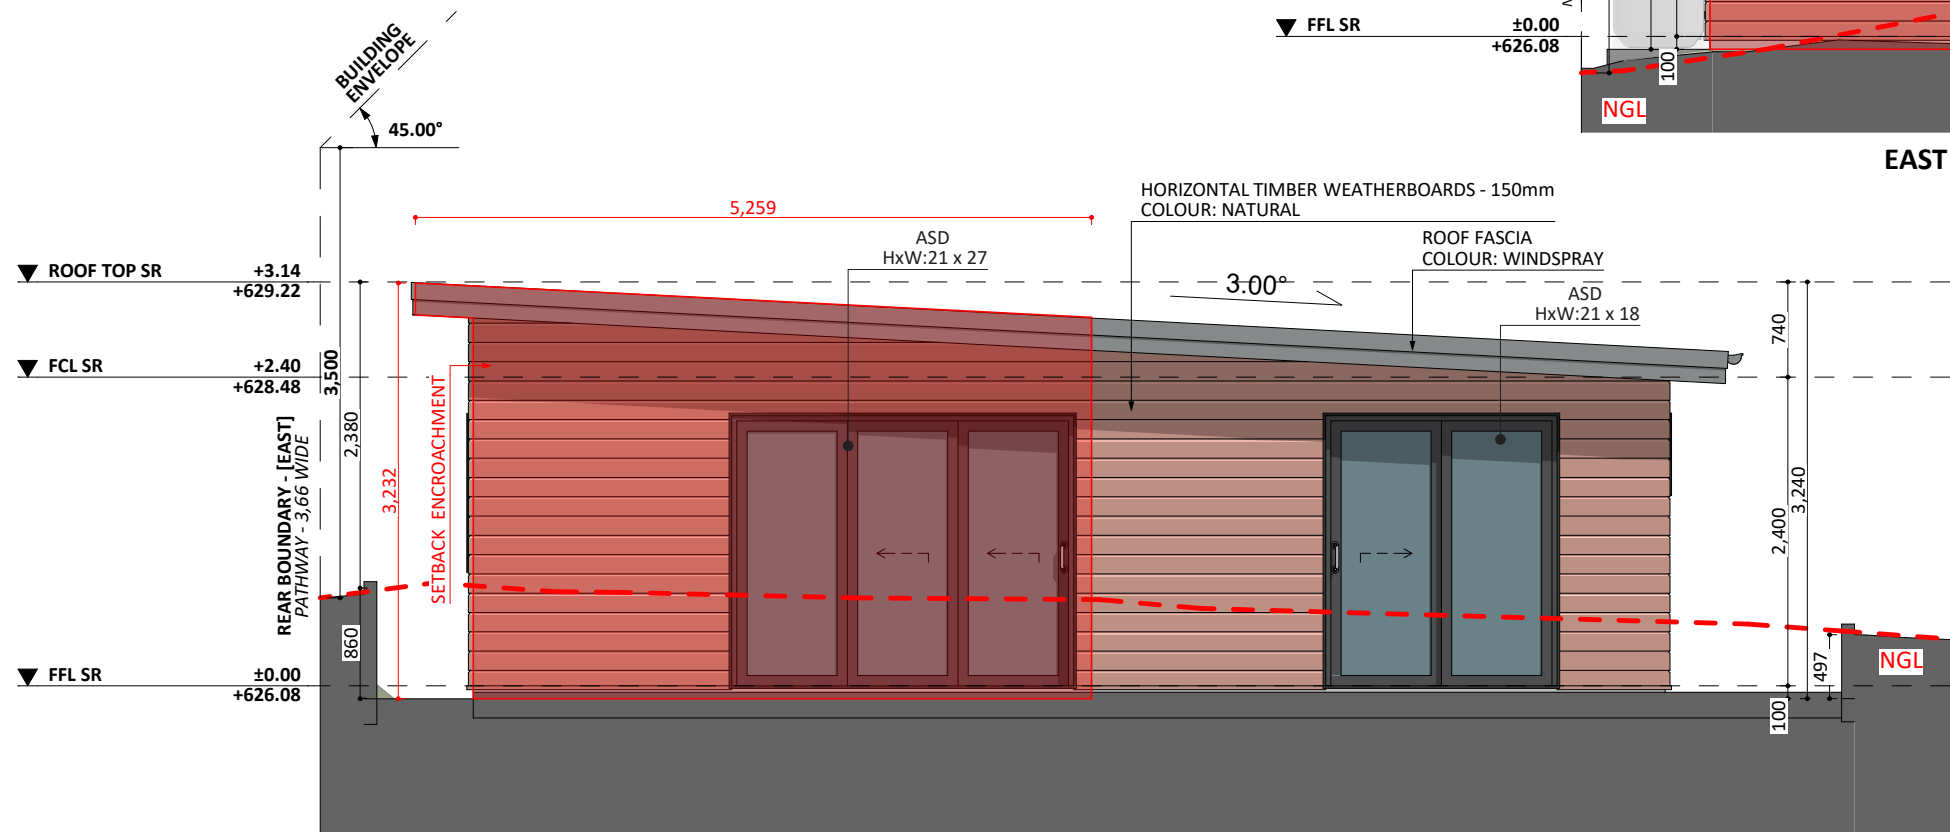 BUILDING
ENVELOPE
45.00°
FFL SR ±0.00
+626.08
100
NGL
EAST
HORIZONTAL TIMBER WEATHERBOARDS - 150mm
COLOUR: NATURAL
5,259
ASD
HxW:21 x 27
ROOF FASCIA
COLOUR: WINDSPRAY
ROOF TOP SR +3.14
+629.22
3.00°
ASD
HxW:21 x 18
740
FCL SR +2.40
+628.48
3,500
2,380
3,232
SETBACK ENCROACHMENT
REAR BOUNDARY - [EAST]
PATHWAY - 3,66 WIDE
860
3,240
2,400
497
NGL
FFL SR ±0.00
+626.08
100